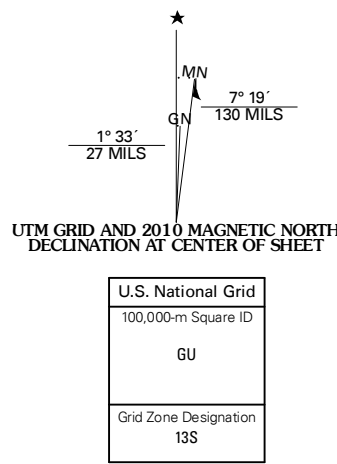 MN
7° 19´
130 MILS
GN
1° 33´
27 MILS
UTM GRID AND 2010 MAGNETIC NORTH
DECLINATION AT CENTER OF SHEET
U.S. National Grid
100,000-m Square ID
GU
Grid Zone Designation
13S